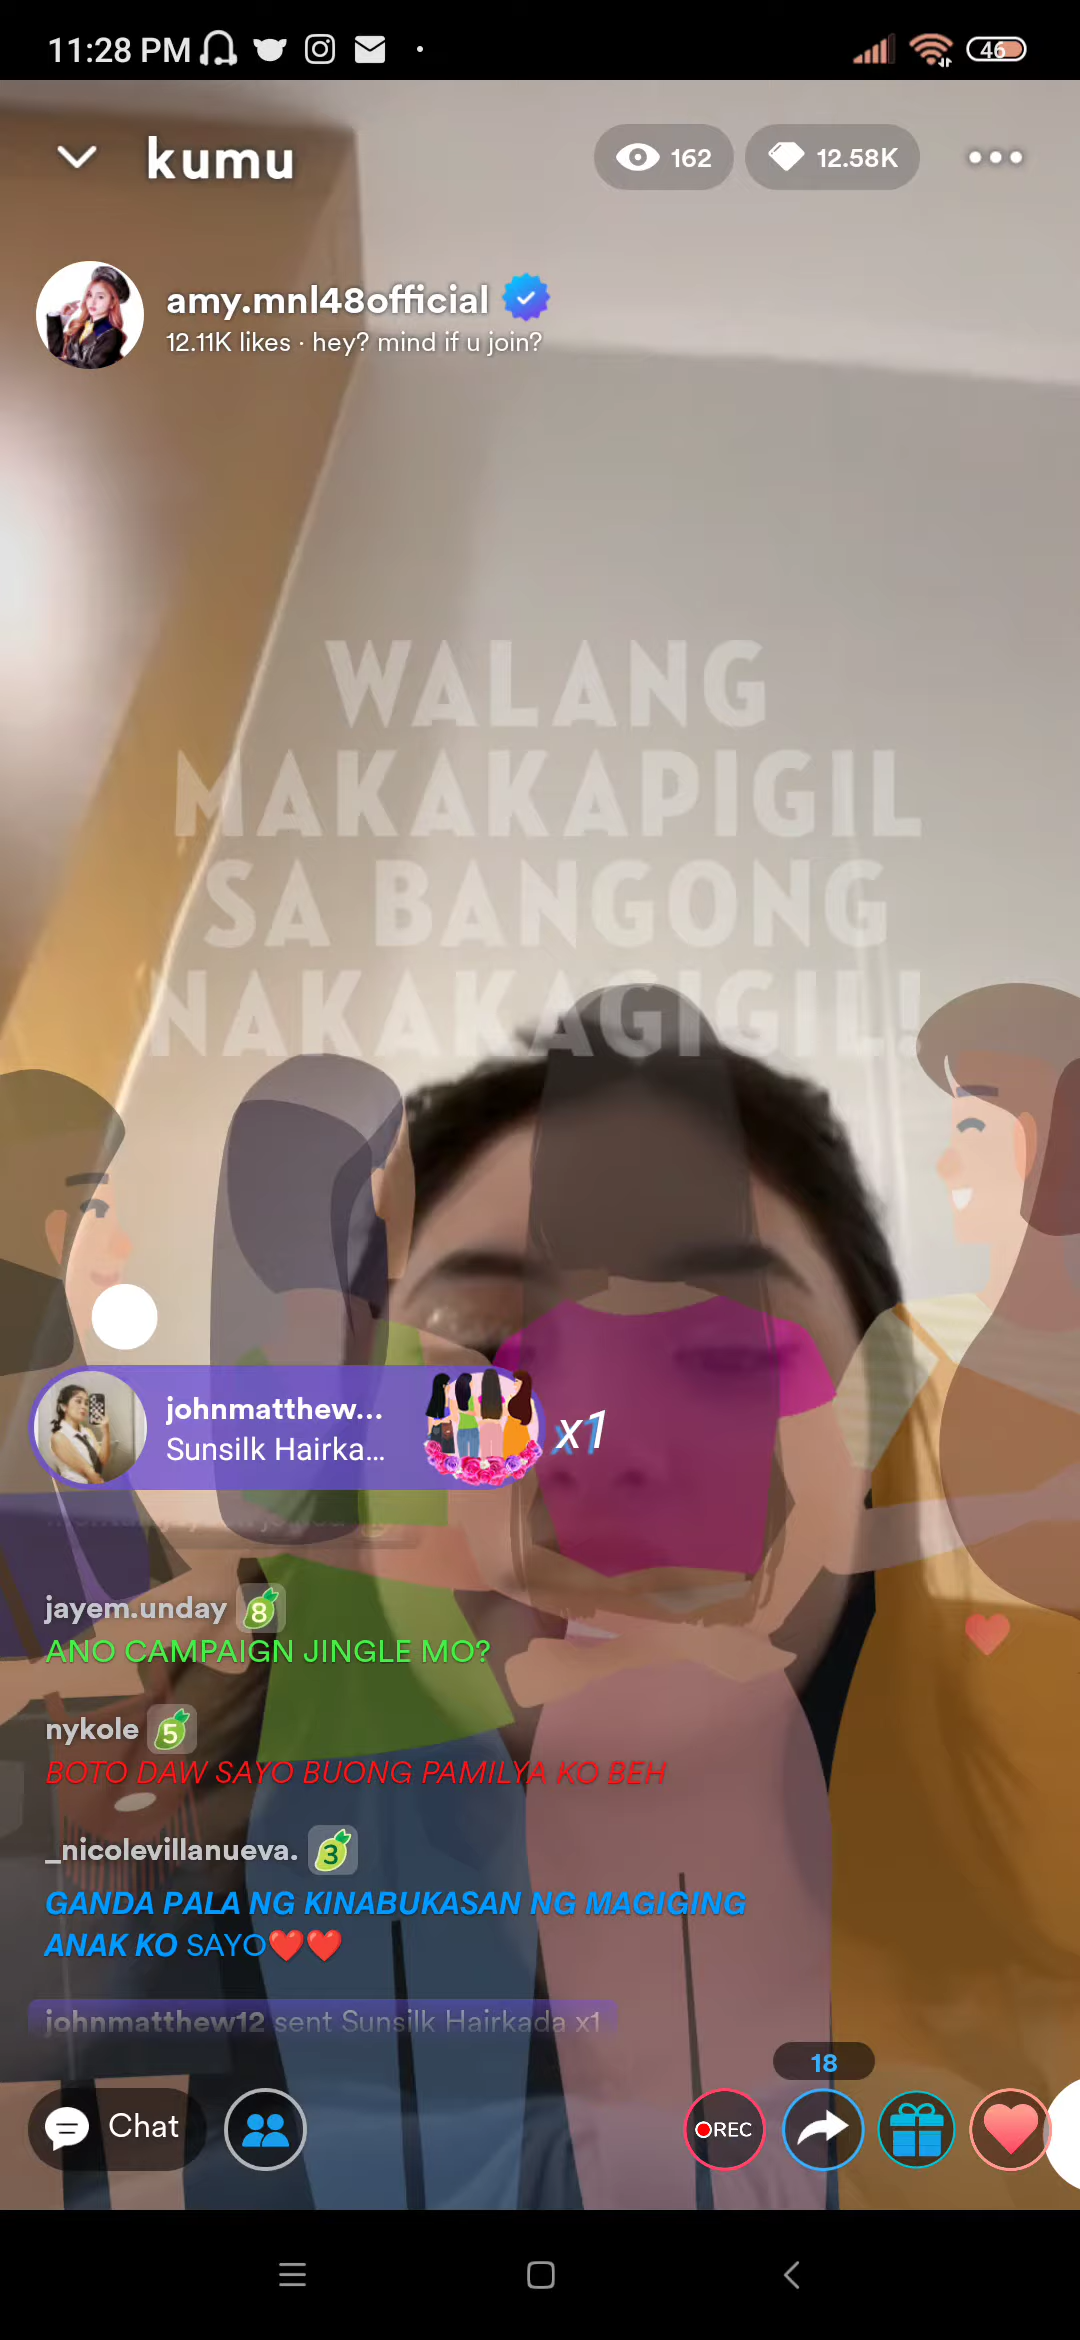 11:28 PM
46
kumu
162
12.58K
amy.mnl48official
12.11K likes · hey? mind if u join?
WALANG
MAKAKAPIGIL
SA BANGONG
NAKAKAGIGIL!
johnmatthew...
Sunsilk Hairka...
x1
jayem.unday 8
ANO CAMPAIGN JINGLE MO?
nykole 5
BOTO DAW SAYO BUONG PAMILYA KO BEH
_nicolevillanueva. 3
GANDA PALA NG KINABUKASAN NG MAGIGING
ANAK KO SAYO❤️❤️
johnmatthew12 sent Sunsilk Hairkada x1
18
Chat
REC